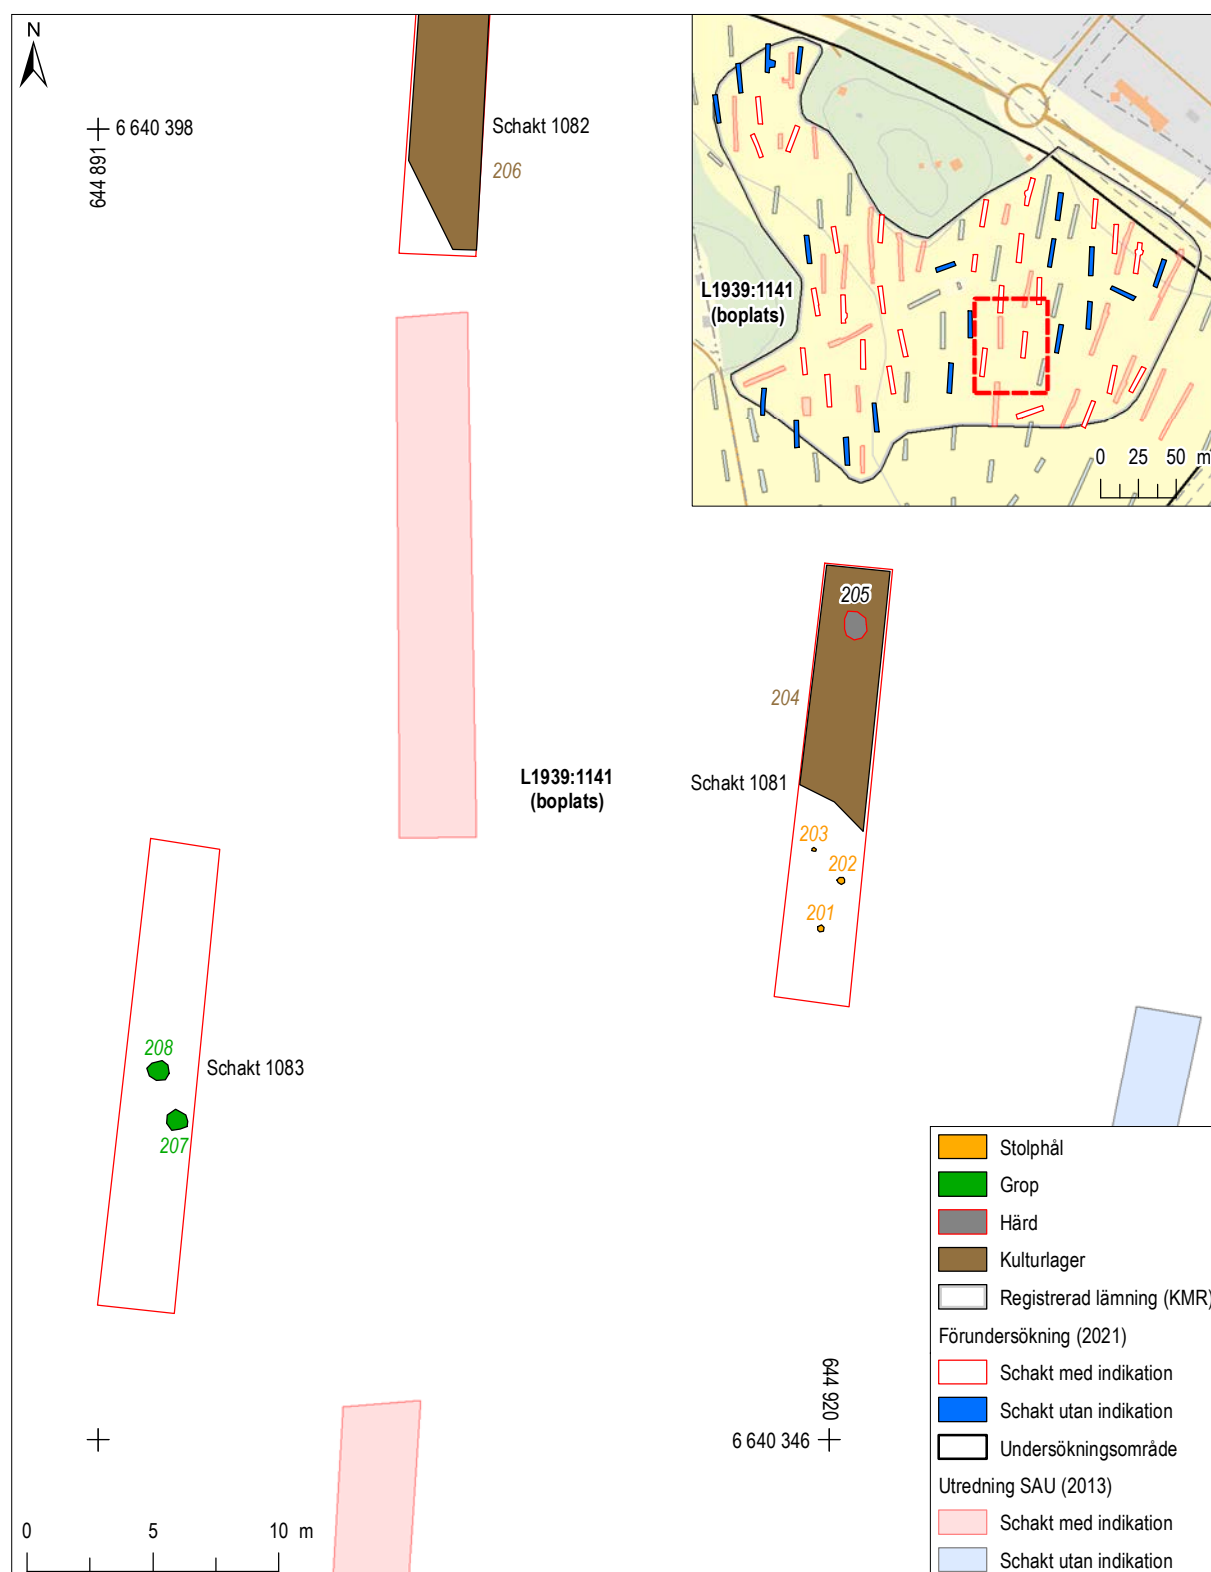 N
6 640 398
644 891
Schakt 1082
206
L1939:1141
(boplats)
0 25 50 m
205
204
L1939:1141
(boplats)
Schakt 1081
203
202
201
208
Schakt 1083
207
644 920
6 640 346
0 5 10 m
Stolphål
Grop
Härd
Kulturlager
Registrerad lämning (KMR)
Förundersökning (2021)
Schakt med indikation
Schakt utan indikation
Undersökningsområde
Utredning SAU (2013)
Schakt med indikation
Schakt utan indikation